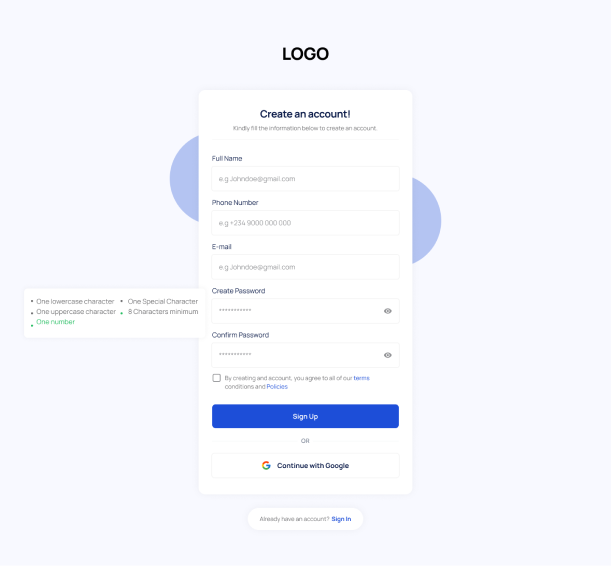 LOGO
Create an account!
Kindly fill the information below to create an account.
Full Name
e.g Johndoe@gmail.com
Phone Number
e.g +234 9000 000 000
E-mail
e.g. Johndoe@gmail.com
Create Password
***********
One lowercase character
One uppercase character
One number
One Special Character
8 Characters minimum
Confirm Password
***********
By creating and account, you agree to all of our terms
conditions and Policies
Sign Up
OR
Continue with Google
Already have an account? Sign In